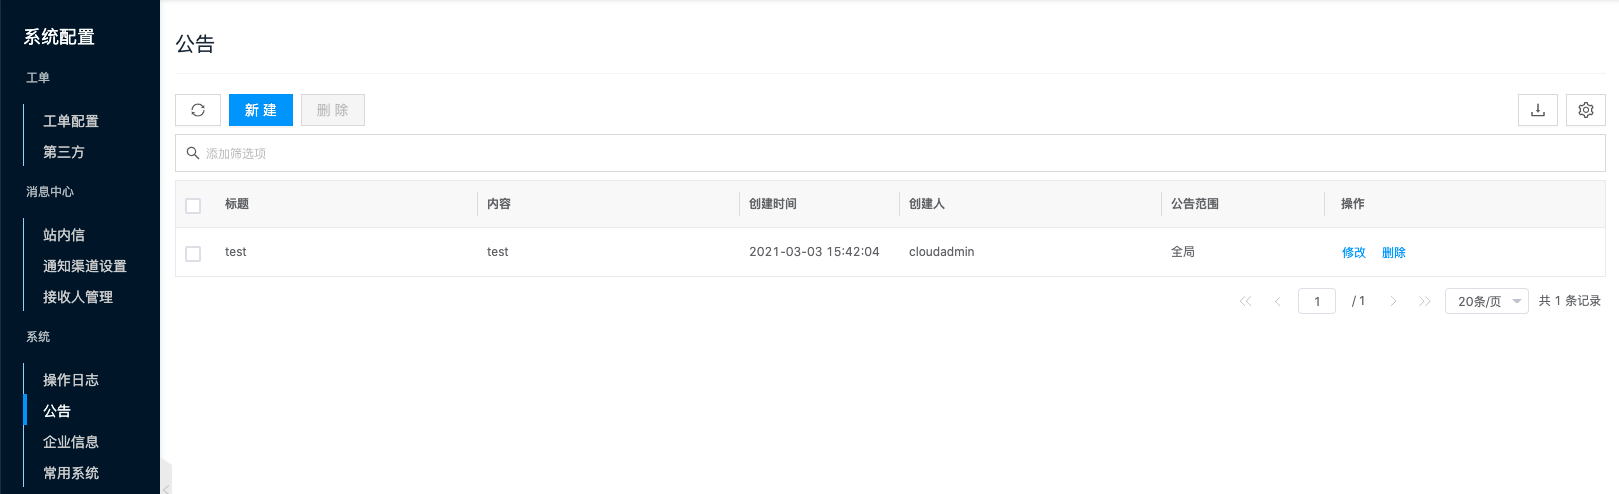 系统配置
工单
工单配置
第三方
消息中心
站内信
通知渠道设置
接收人管理
系统
操作日志
公告
企业信息
常用系统
公告
新 建 删 除
添加筛选项
标题 内容 创建时间 创建人 公告范围 操作
test test 2021-03-03 15:42:04 cloudadmin 全局 修改 删除
1 / 1 20条/页 共 1 条记录